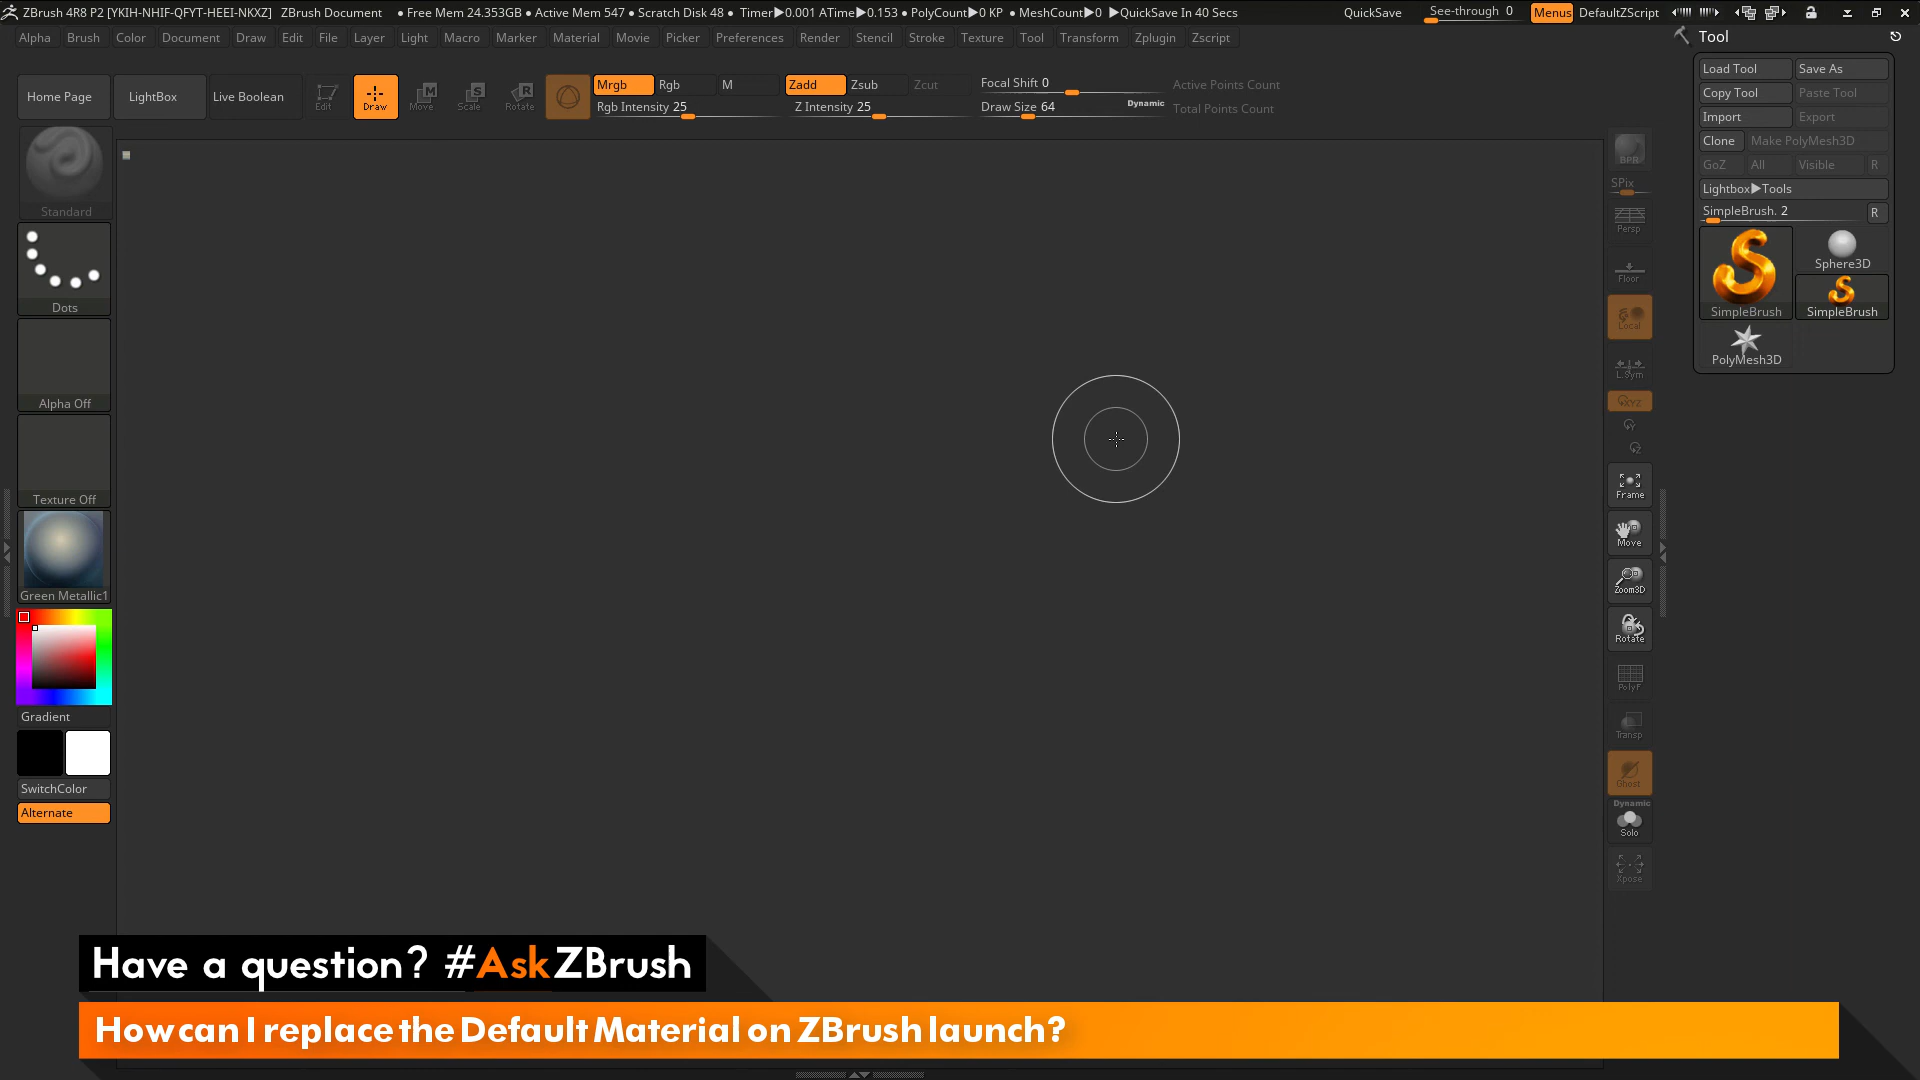 ZBrush 4R8 P2 [YKIH-NHIF-QFYT-HEEI-NKXZ] ZBrush Document • Free Mem 24.353GB • Active Mem 547 • Scratch Disk 48 • Timer▶0.001 ATime▶0.153 • PolyCount▶0 KP • MeshCount▶0 ▶QuickSave In 40 Secs QuickSave See-through 0 Menus DefaultZScript
Alpha Brush Color Document Draw Edit File Layer Light Macro Marker Material Movie Picker Preferences Render Stencil Stroke Texture Tool Transform Zplugin Zscript
Home Page LightBox Live Boolean Edit Draw Move Scale Rotate
Mrgb Rgb M Zadd Zsub Zcut Focal Shift 0 Active Points Count
Rgb Intensity 25 Z Intensity 25 Draw Size 64 Dynamic Total Points Count
Standard
Dots
Alpha Off
Texture Off
Green Metallic1
Gradient
SwitchColor
Alternate
BPR
SPix
Persp
Floor
Local
L.Sym
XYZ
Y
Z
Frame
Move
Zoom3D
Rotate
PolyF
Transp
Ghost
Dynamic
Solo
Xpose
Tool
Load Tool Save As
Copy Tool Paste Tool
Import Export
Clone Make PolyMesh3D
GoZ All Visible R
Lightbox▶Tools
SimpleBrush. 2 R
Sphere3D
SimpleBrush SimpleBrush
PolyMesh3D
Have a question? #AskZBrush
How can I replace the Default Material on ZBrush launch?